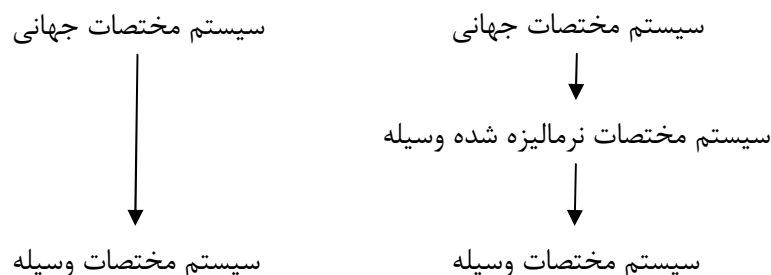 سیستم مختصات جهانی
سیستم مختصات نرمالیزه شده وسیله
سیستم مختصات وسیله
سیستم مختصات جهانی
سیستم مختصات وسیله